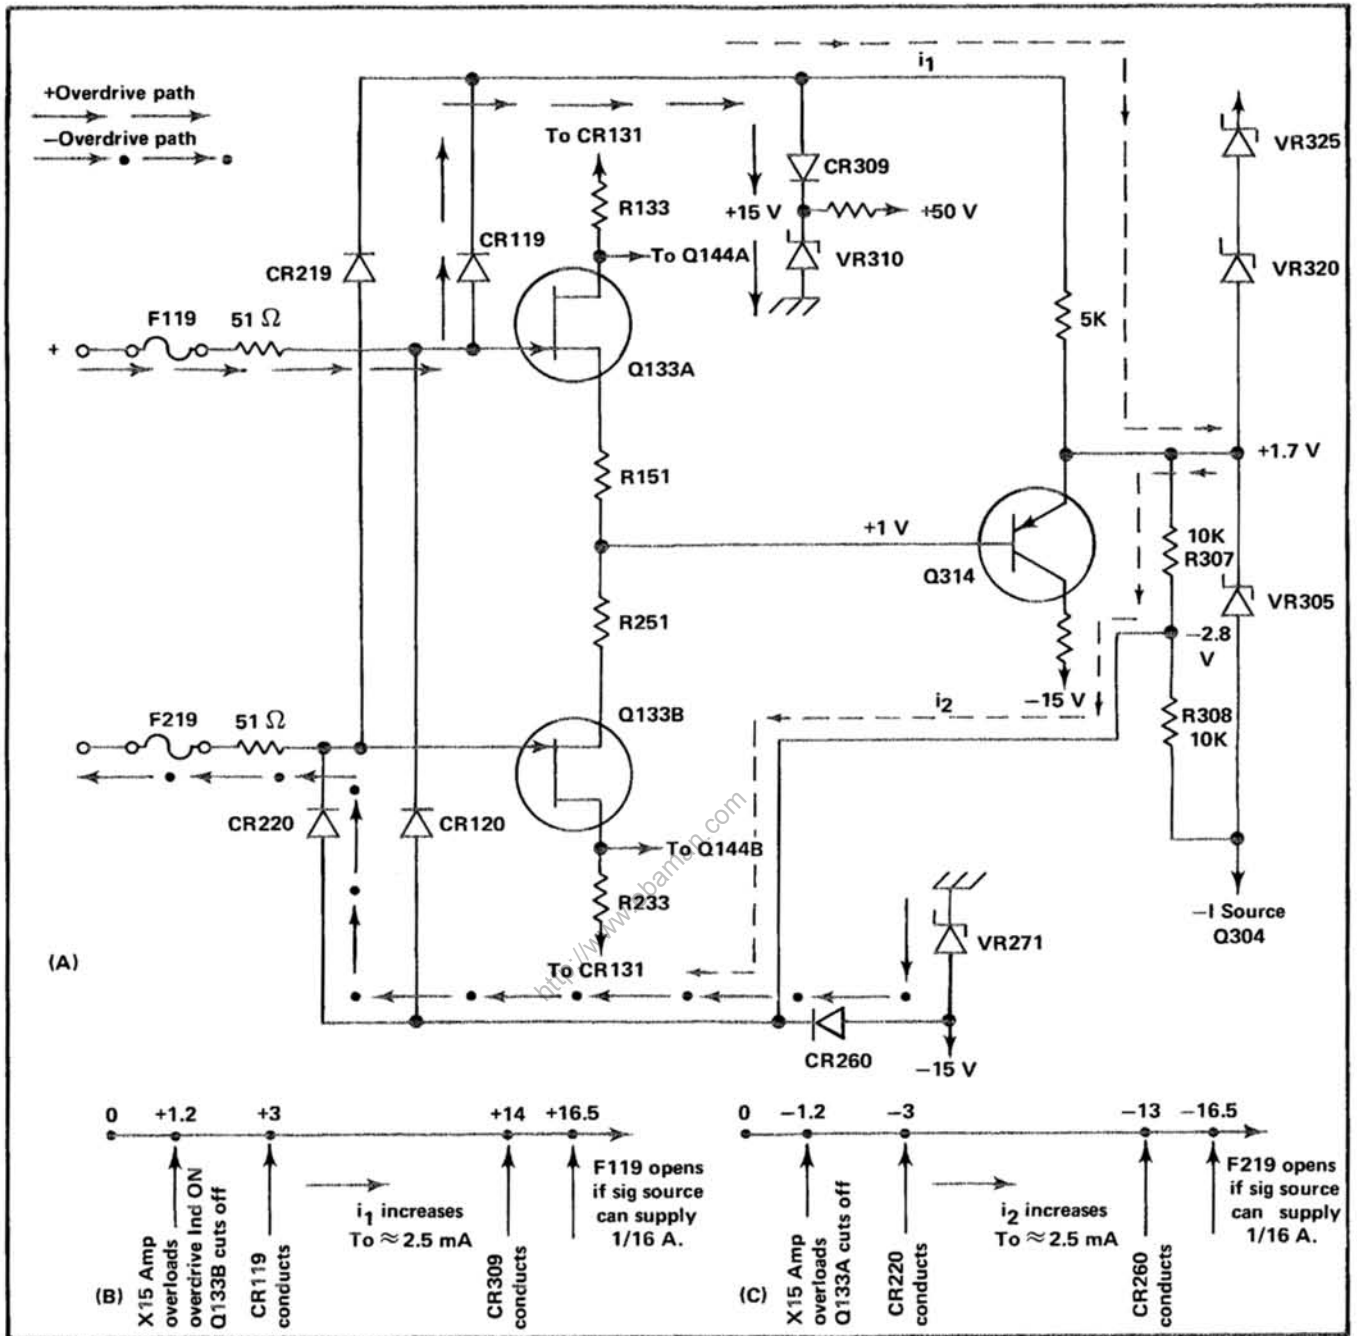 i1
+Overdrive path
To CR131
VR325
–Overdrive path
CR309
R133
+15 V
+50 V
CR119
To Q144A
VR310
VR320
CR219
F119
51 Ω
5K
+
Q133A
+1.7 V
R151
+1 V
10K
R307
Q314
VR305
R251
–2.8
V
i2
–15 V
F219
51 Ω
Q133B
R308
10K
CR220
CR120
To Q144B
http://www.abaman.com
R233
–I Source
Q304
VR271
(A)
To CR131
CR260
–15 V
0 +1.2 +3 +14 +16.5
X15 Amp
overloads
overdrive Ind ON
Q133B cuts off
CR119
conducts
i1 increases
To ≈ 2.5 mA
CR309
conducts
F119 opens
if sig source
can supply
1/16 A.
(B)
0 –1.2 –3 –13 –16.5
X15 Amp
overloads
Q133A cuts off
CR220
conducts
i2 increases
To ≈ 2.5 mA
CR260
conducts
F219 opens
if sig source
can supply
1/16 A.
(C)